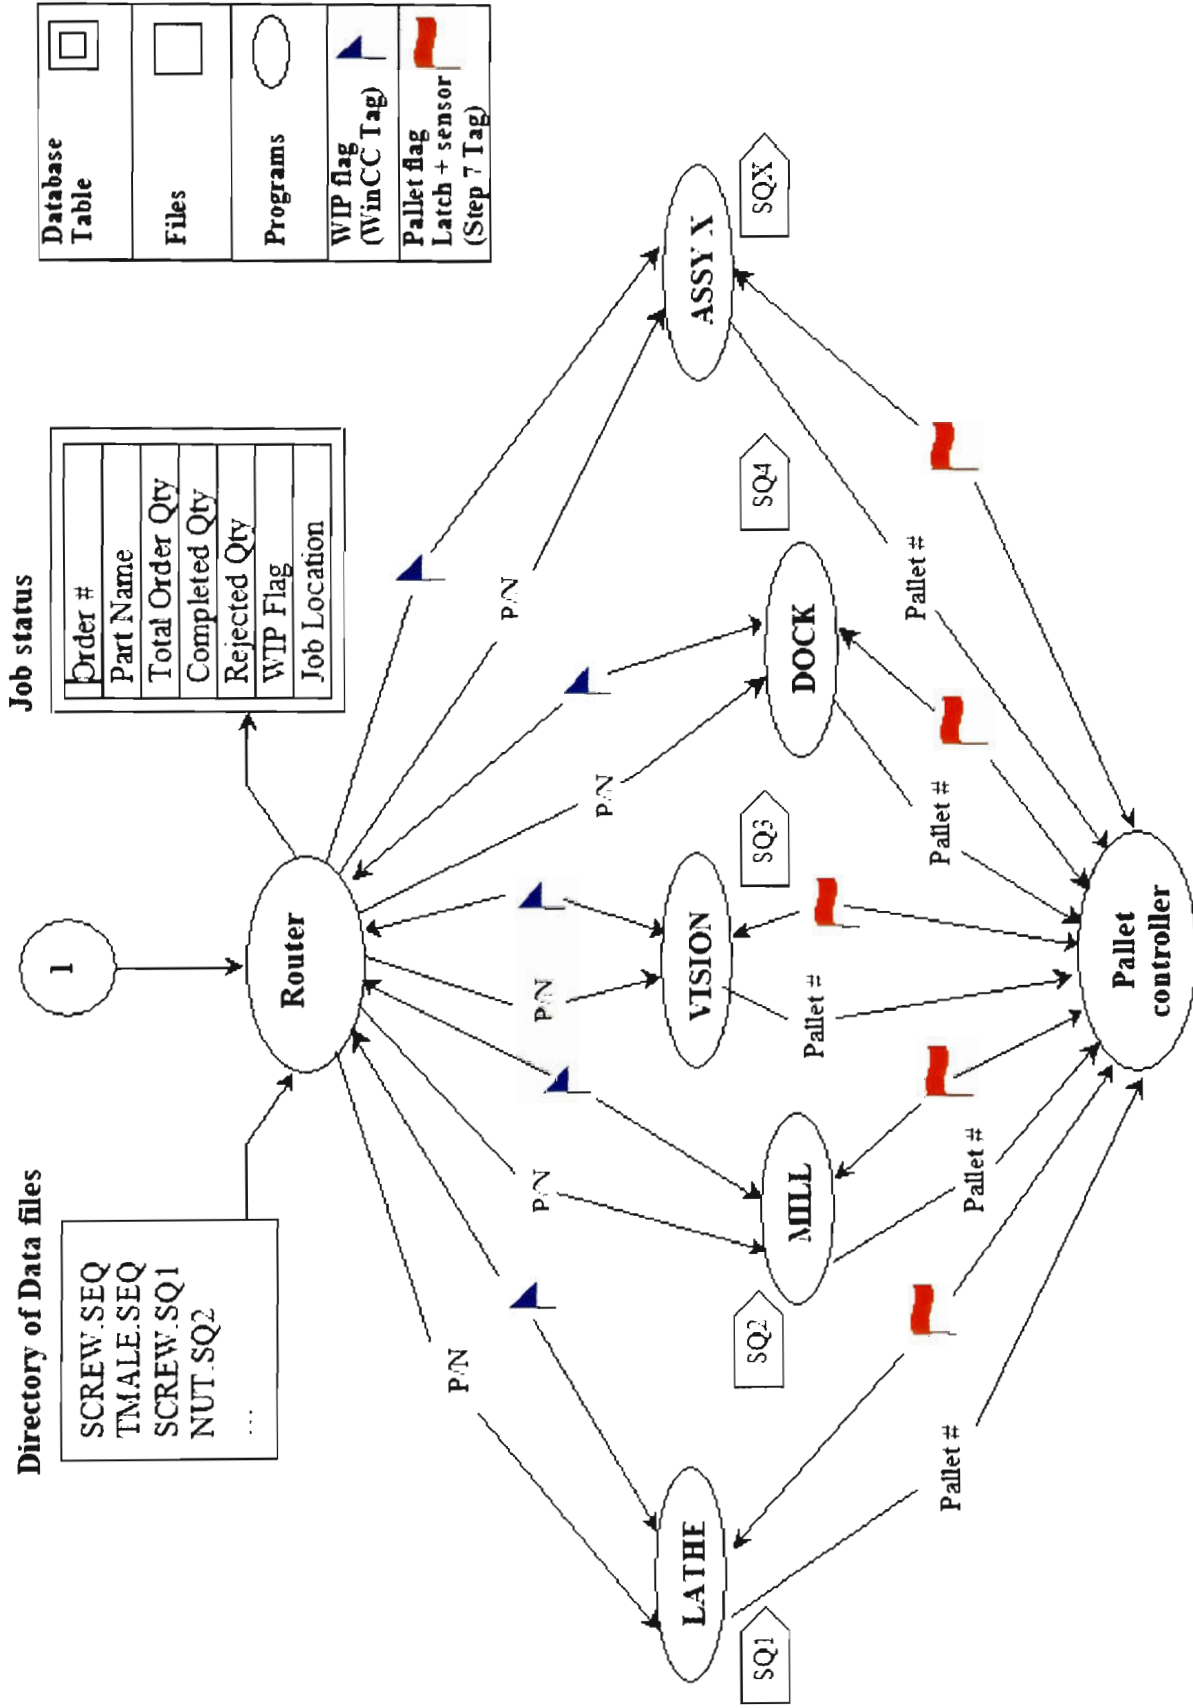 Directory of Data files
SCREW.SEQ
TMALE.SEQ
SCREW.SQ1
NUT.SQ2
...
1
Router
Job status
Order #
Part Name
Total Order Qty
Completed Qty
Rejected Qty
WIP Flag
Job Location
Database
Table
Files
Programs
WIP flag
(WinCC Tag)
Pallet flag
Latch + sensor
(Step 7 Tag)
P/N
P/N
P/N
P/N
P/N
LATHE
MILL
VISION
DOCK
ASSY X
SQ1
SQ2
SQ3
SQ4
SQX
Pallet #
Pallet #
Pallet #
Pallet #
Pallet #
Pallet
controller